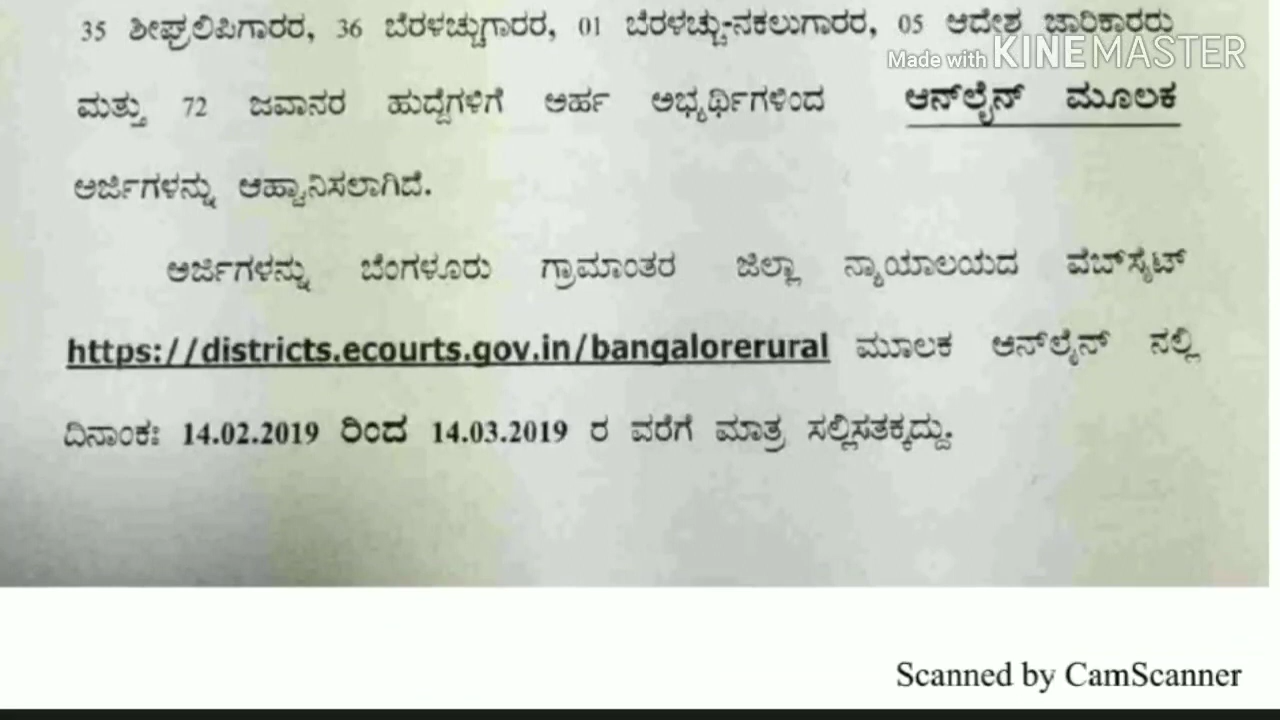 35 ಶೀಘ್ರಲಿಪಿಗಾರರ, 36 ಬೆರಳಚ್ಚುಗಾರರ, 01 ಬೆರಳಚ್ಚು-ನಕಲುಗಾರರ, 05 ಆದೇಶ ಜಾರಿಕಾರರು
Made with KINEMASTER
ಮತ್ತು 72 ಜವಾನರ ಹುದ್ದೆಗಳಿಗೆ ಅರ್ಹ ಅಭ್ಯರ್ಥಿಗಳಿಂದ ಆನ್‌ಲೈನ್ ಮೂಲಕ
ಅರ್ಜಿಗಳನ್ನು ಆಹ್ವಾನಿಸಲಾಗಿದೆ.
ಅರ್ಜಿಗಳನ್ನು ಬೆಂಗಳೂರು ಗ್ರಾಮಾಂತರ ಜಿಲ್ಲಾ ನ್ಯಾಯಾಲಯದ ವೆಬ್‌ಸೈಟ್
https://districts.ecourts.gov.in/bangalorerural ಮೂಲಕ ಆನ್‌ಲೈನ್ ನಲ್ಲಿ
ದಿನಾಂಕಃ 14.02.2019 ರಿಂದ 14.03.2019 ರ ವರೆಗೆ ಮಾತ್ರ ಸಲ್ಲಿಸತಕ್ಕದ್ದು.
Scanned by CamScanner